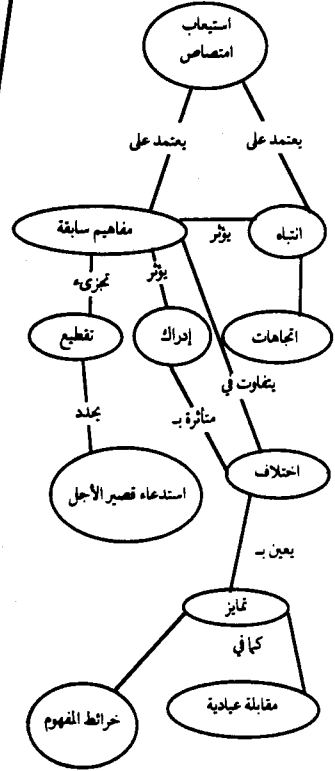 استيعاب
امتصاص
يعتمد على
يعتمد على
مفاهيم سابقة
يؤثر
انتباه
تجزىء
يؤثر
تقطيع
إدراك
اتجاهات
يتفاوت في
متأثرة بـ
يحدد
اختلاف
استدعاء قصير الأجل
يعين بـ
تمايز
كما في
خرائط المفهوم
مقابلة عيادية